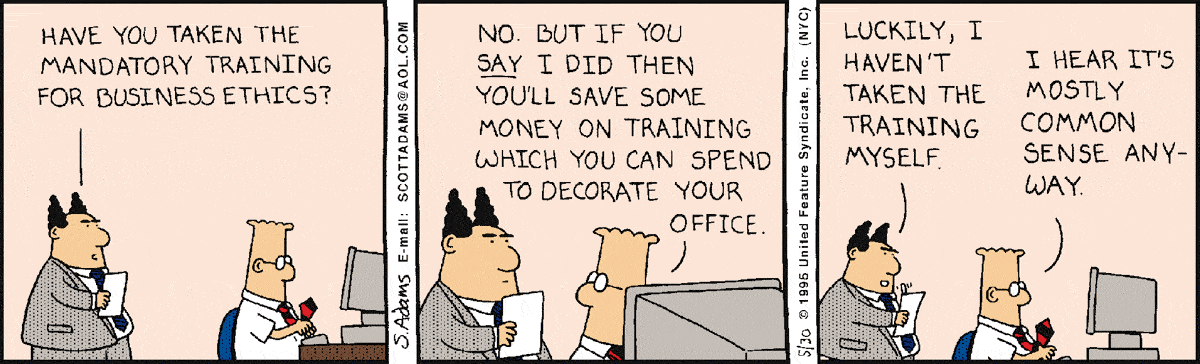 HAVE YOU TAKEN THE
MANDATORY TRAINING
FOR BUSINESS ETHICS?
S.Adams E-mail: SCOTTADAMS@AOL.COM
NO. BUT IF YOU
SAY I DID THEN
YOU'LL SAVE SOME
MONEY ON TRAINING
WHICH YOU CAN SPEND
TO DECORATE YOUR
OFFICE.
5/30 © 1995 United Feature Syndicate, Inc. (NYC)
LUCKILY, I
HAVEN'T
TAKEN THE
TRAINING
MYSELF.
I HEAR IT'S
MOSTLY
COMMON
SENSE ANY-
WAY.